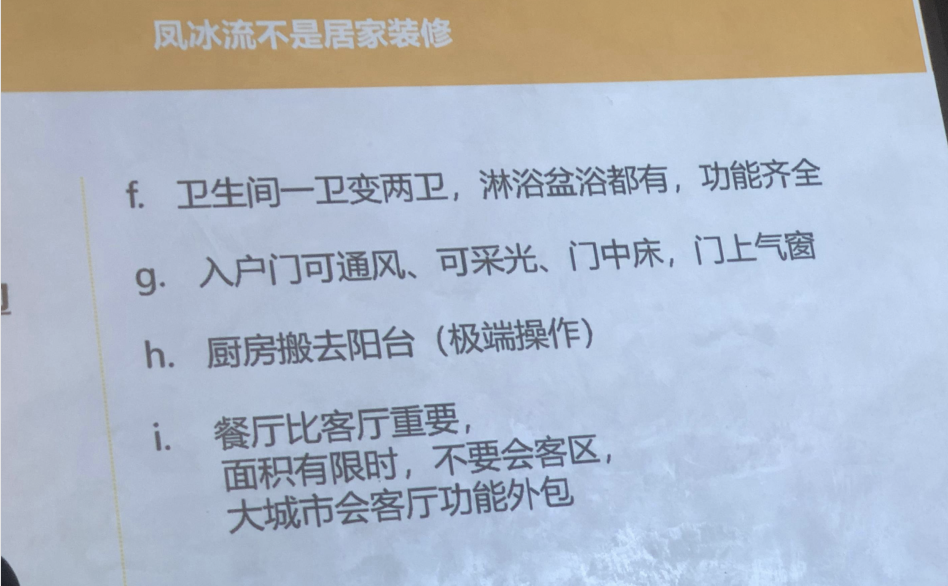 凤冰流不是居家装修
f. 卫生间一卫变两卫，淋浴盆浴都有，功能齐全
g. 入户门可通风、可采光、门中床，门上气窗
h. 厨房搬去阳台（极端操作）
i. 餐厅比客厅重要，
面积有限时，不要会客区，
大城市会客厅功能外包